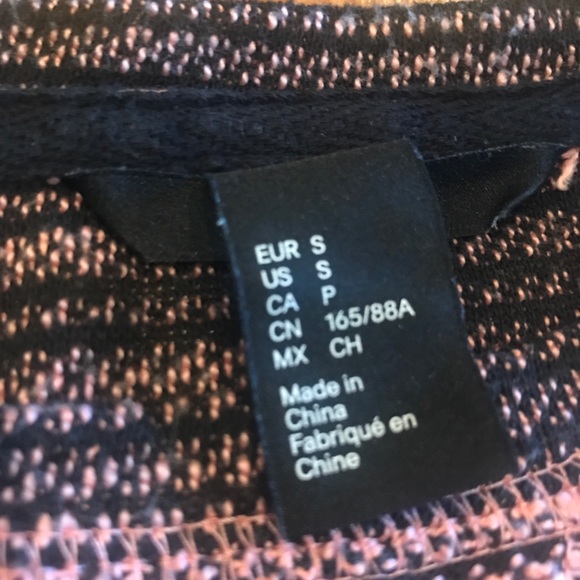 EUR S
US S
CA P
CN 165/88A
MX CH
Made in
China
Fabriqué en
Chine